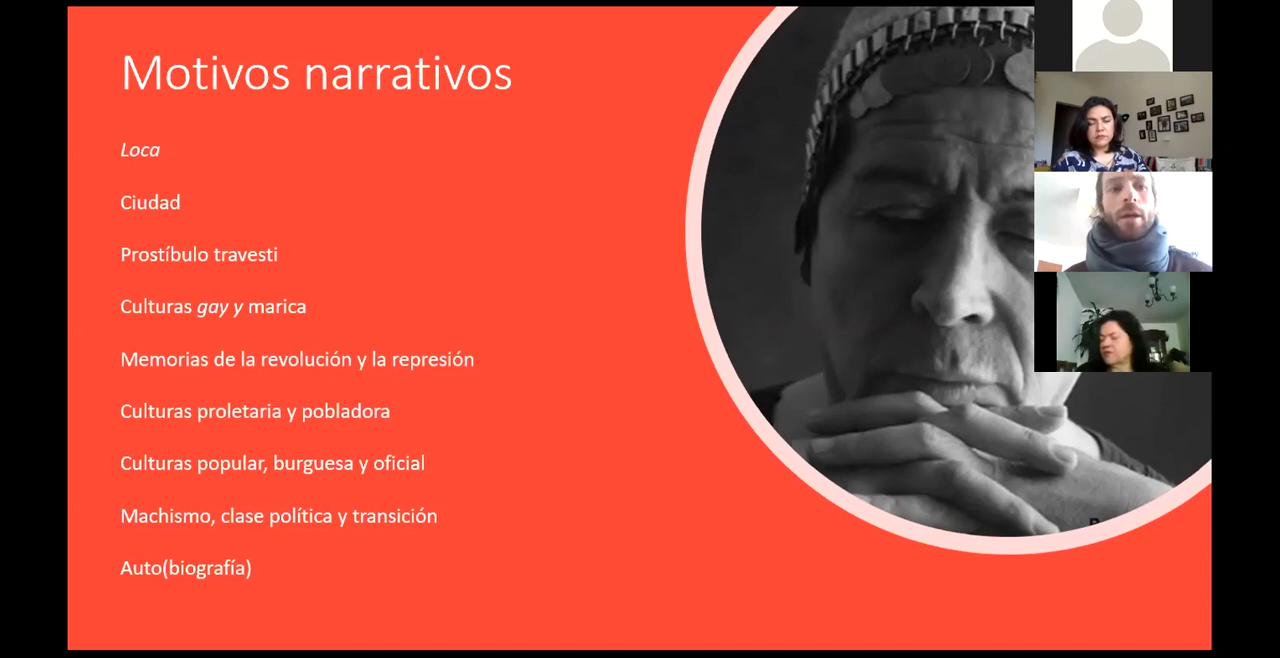 Motivos narrativos
Loca
Ciudad
Prostíbulo travesti
Culturas gay y marica
Memorias de la revolución y la represión
Culturas proletaria y pobladora
Culturas popular, burguesa y oficial
Machismo, clase política y transición
Auto(biografía)